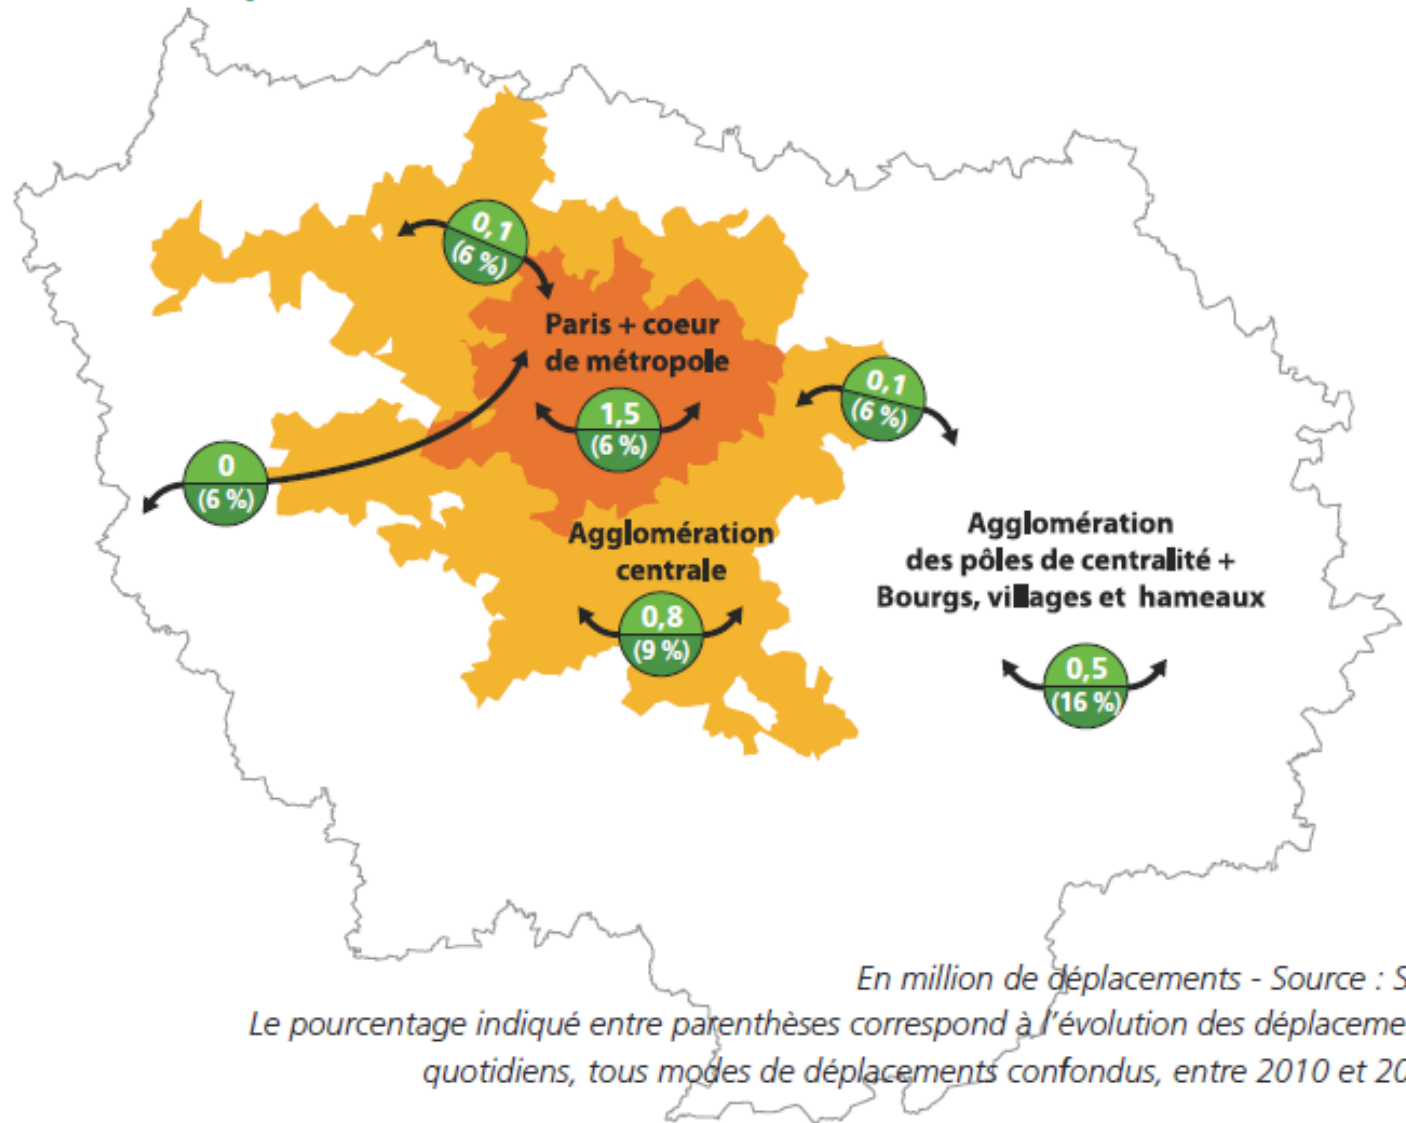 0,1
(6 %)
Paris + coeur
de métropole
1,5
(6 %)
0,1
(6 %)
0
(6 %)
Agglomération
centrale
0,8
(9 %)
Agglomération
des pôles de centralité +
Bourgs, villages et hameaux
0,5
(16 %)
En million de déplacements - Source :
Le pourcentage indiqué entre parenthèses correspond à l'évolution des
quotidiens, tous modes de déplacements confondus, entre 2010 et